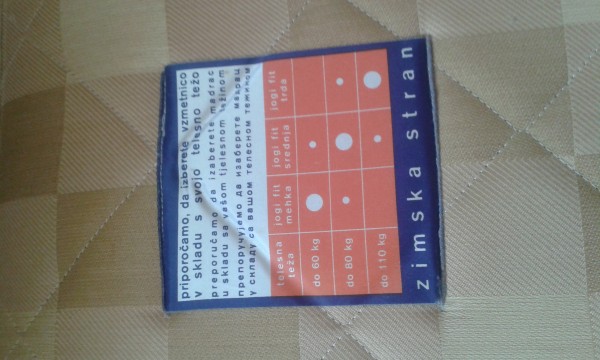 priporočamo, da izberete vzmetnico
v skladu s svojo telesno težo
preporučamo da izaberete madrac
u skladu sa vašom tjelesnom težinom
препоручујемо да изаберете мадрац
у складу са вашом телесном тежином
telesna teža jogi fit mehka jogi fit srednja jogi fit trda
do 60 kg
do 80 kg
do 110 kg
zimska stran